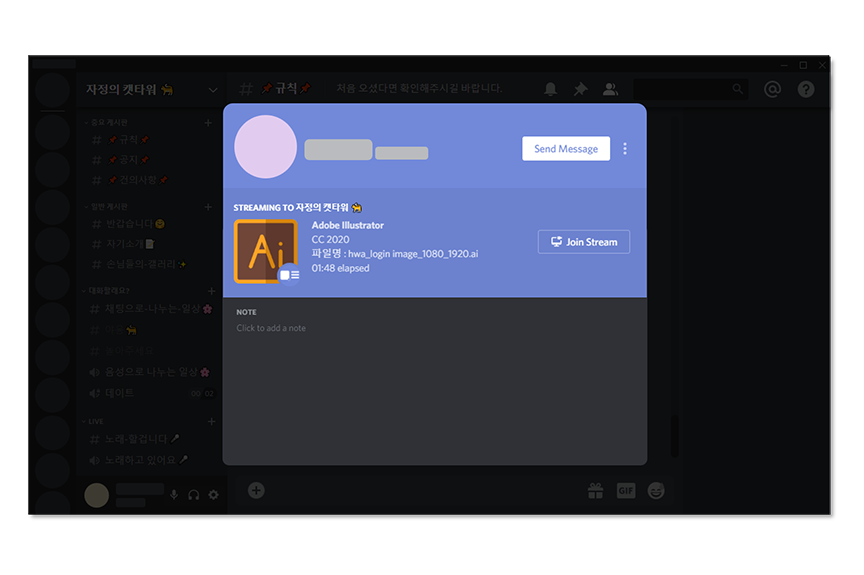 자정의 캣타워
규칙
처음 오셨다면 확인해주시길 바랍니다.
중요 게시판
규칙
공지
건의사항
일반 게시판
반갑습니다
자기소개
손님들의-갤러리
대화할래요?
채팅으로-나누는-일상
음성으로 나누는 일상
데이트
00 02
LIVE
노래-할겁니다
노래하고 있어요
Send Message
STREAMING TO 자정의 캣타워
Ai
Adobe Illustrator
CC 2020
파일명 : hwa_login image_1080_1920.ai
01:48 elapsed
Join Stream
NOTE
Click to add a note
GIF